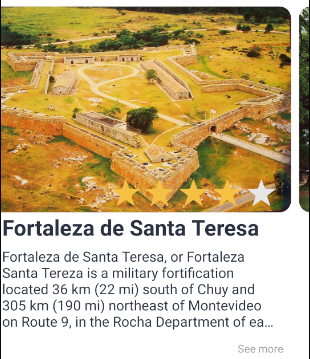 Fortaleza de Santa Teresa
Fortaleza de Santa Teresa, or Fortaleza
Santa Tereza is a military fortification
located 36 km (22 mi) south of Chuy and
305 km (190 mi) northeast of Montevideo
on Route 9, in the Rocha Department of ea…
See more